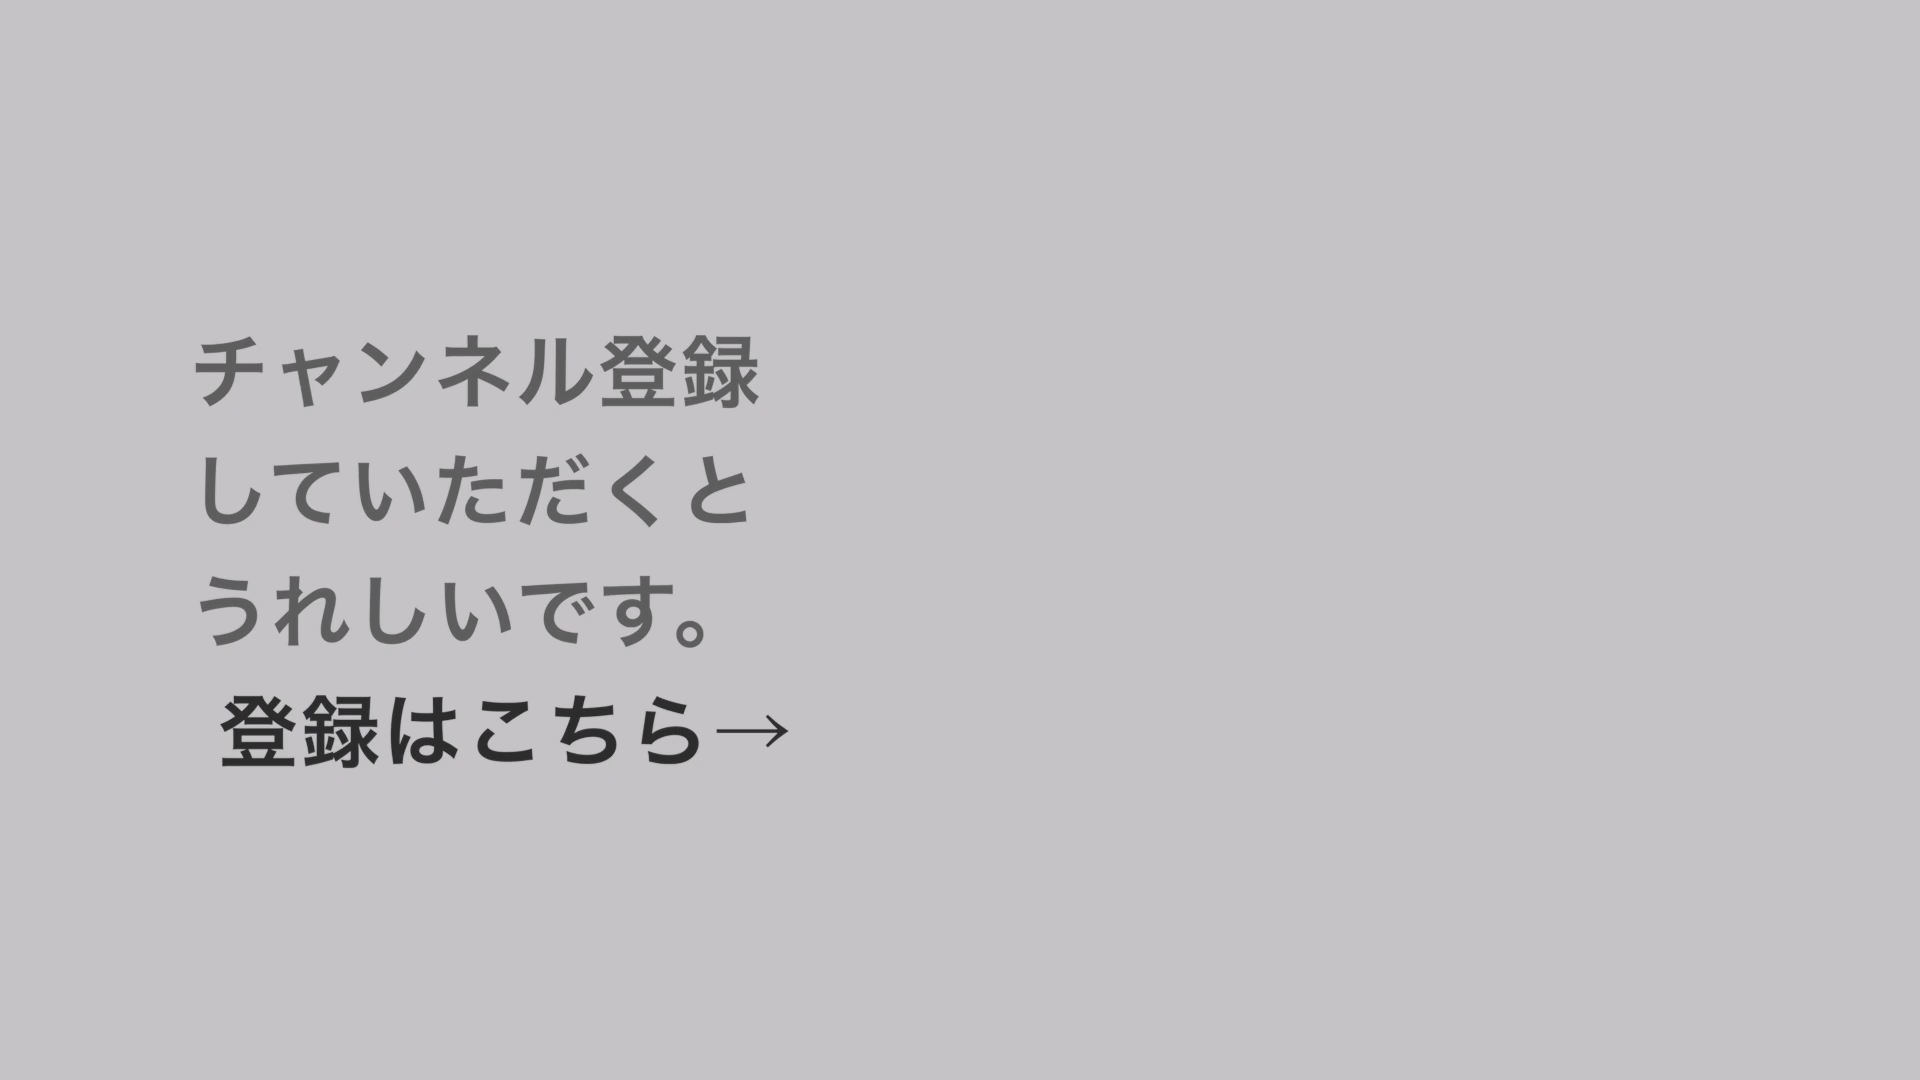 チャンネル登録
していただくと
うれしいです。
登録はこちら→